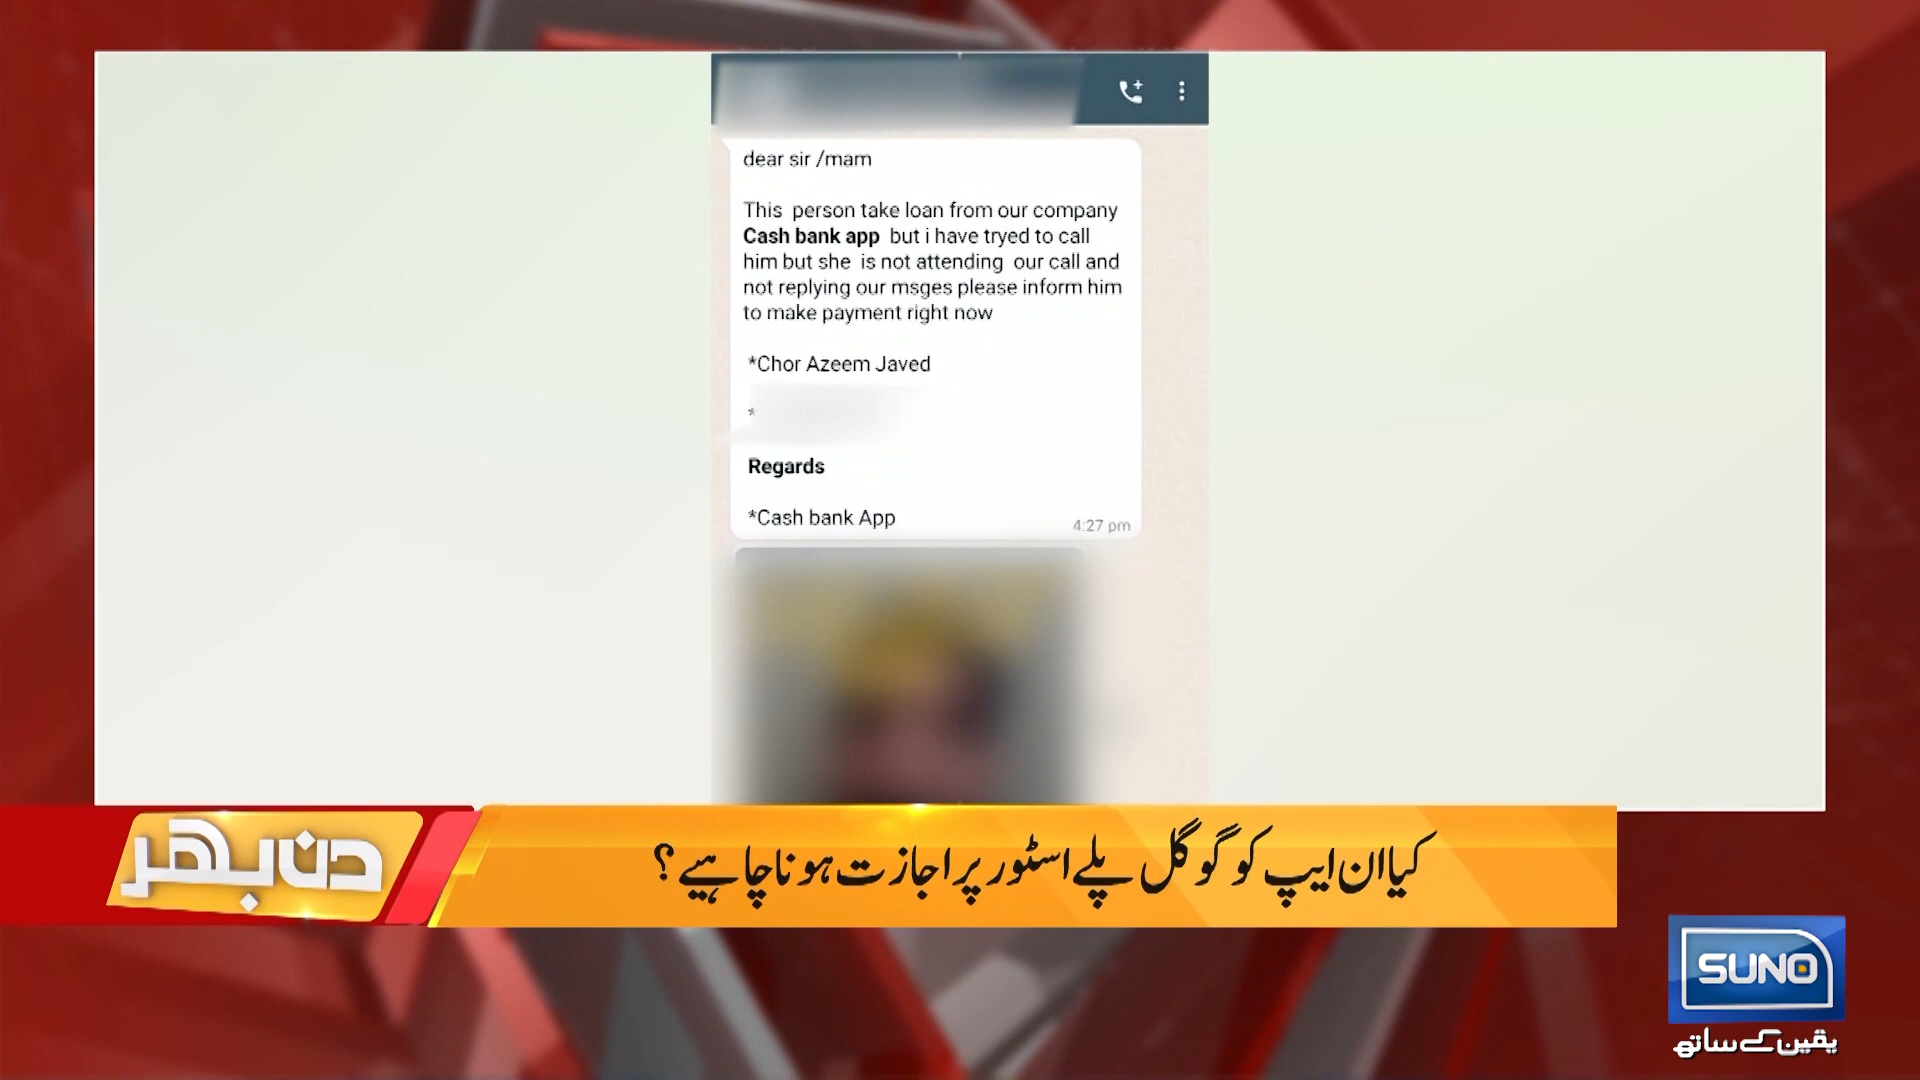 dear sir /mam
This person take loan from our company
Cash bank app but i have tryed to call
him but she is not attending our call and
not replying our msges please inform him
to make payment right now
*Chor Azeem Javed
*
Regards
*Cash bank App
4:27 pm
دن بھر
کیا ان ایپ کو گوگل پلے اسٹور پر اجازت ہونا چاہیے؟
SUNO
یقین کے ساتھ